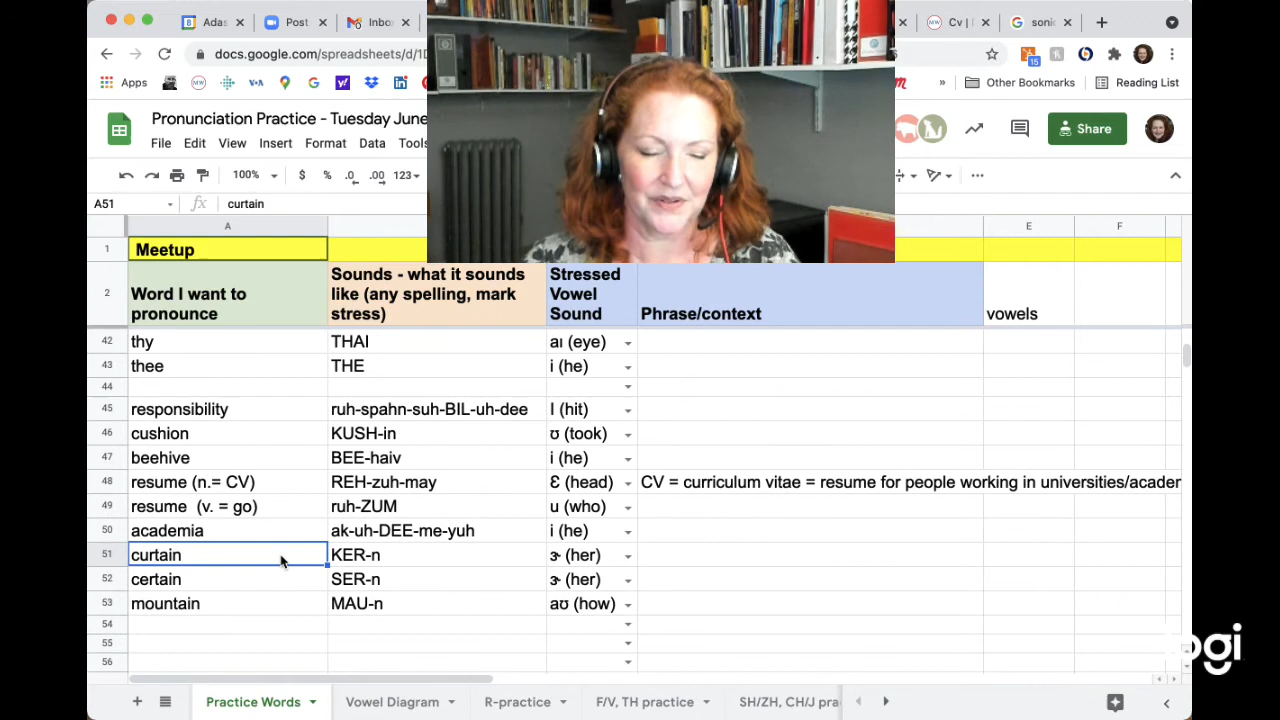 Adas
Post
Inbo
Cv |
sonic
docs.google.com/spreadsheets/d/1D
15
Apps
MW
VOA
Other Bookmarks
Reading List
Pronunciation Practice - Tuesday June
File Edit View Insert Format Data Tools
Share
100% $ % .0 .00 123
A51 fx curtain
A E F
1 Meetup
2 Word I want to pronounce Sounds - what it sounds like (any spelling, mark stress) Stressed Vowel Sound Phrase/context vowels
42 thy THAI aɪ (eye)
43 thee THE i (he)
44
45 responsibility ruh-spahn-suh-BIL-uh-dee I (hit)
46 cushion KUSH-in ʊ (took)
47 beehive BEE-haiv i (he)
48 resume (n.= CV) REH-zuh-may Ɛ (head) CV = curriculum vitae = resume for people working in universities/academ
49 resume (v. = go) ruh-ZUM u (who)
50 academia ak-uh-DEE-me-yuh i (he)
51 curtain KER-n ɝ (her)
52 certain SER-n ɝ (her)
53 mountain MAU-n aʊ (how)
54
55
56
logi
Practice Words Vowel Diagram R-practice F/V, TH practice SH/ZH, CH/J pra